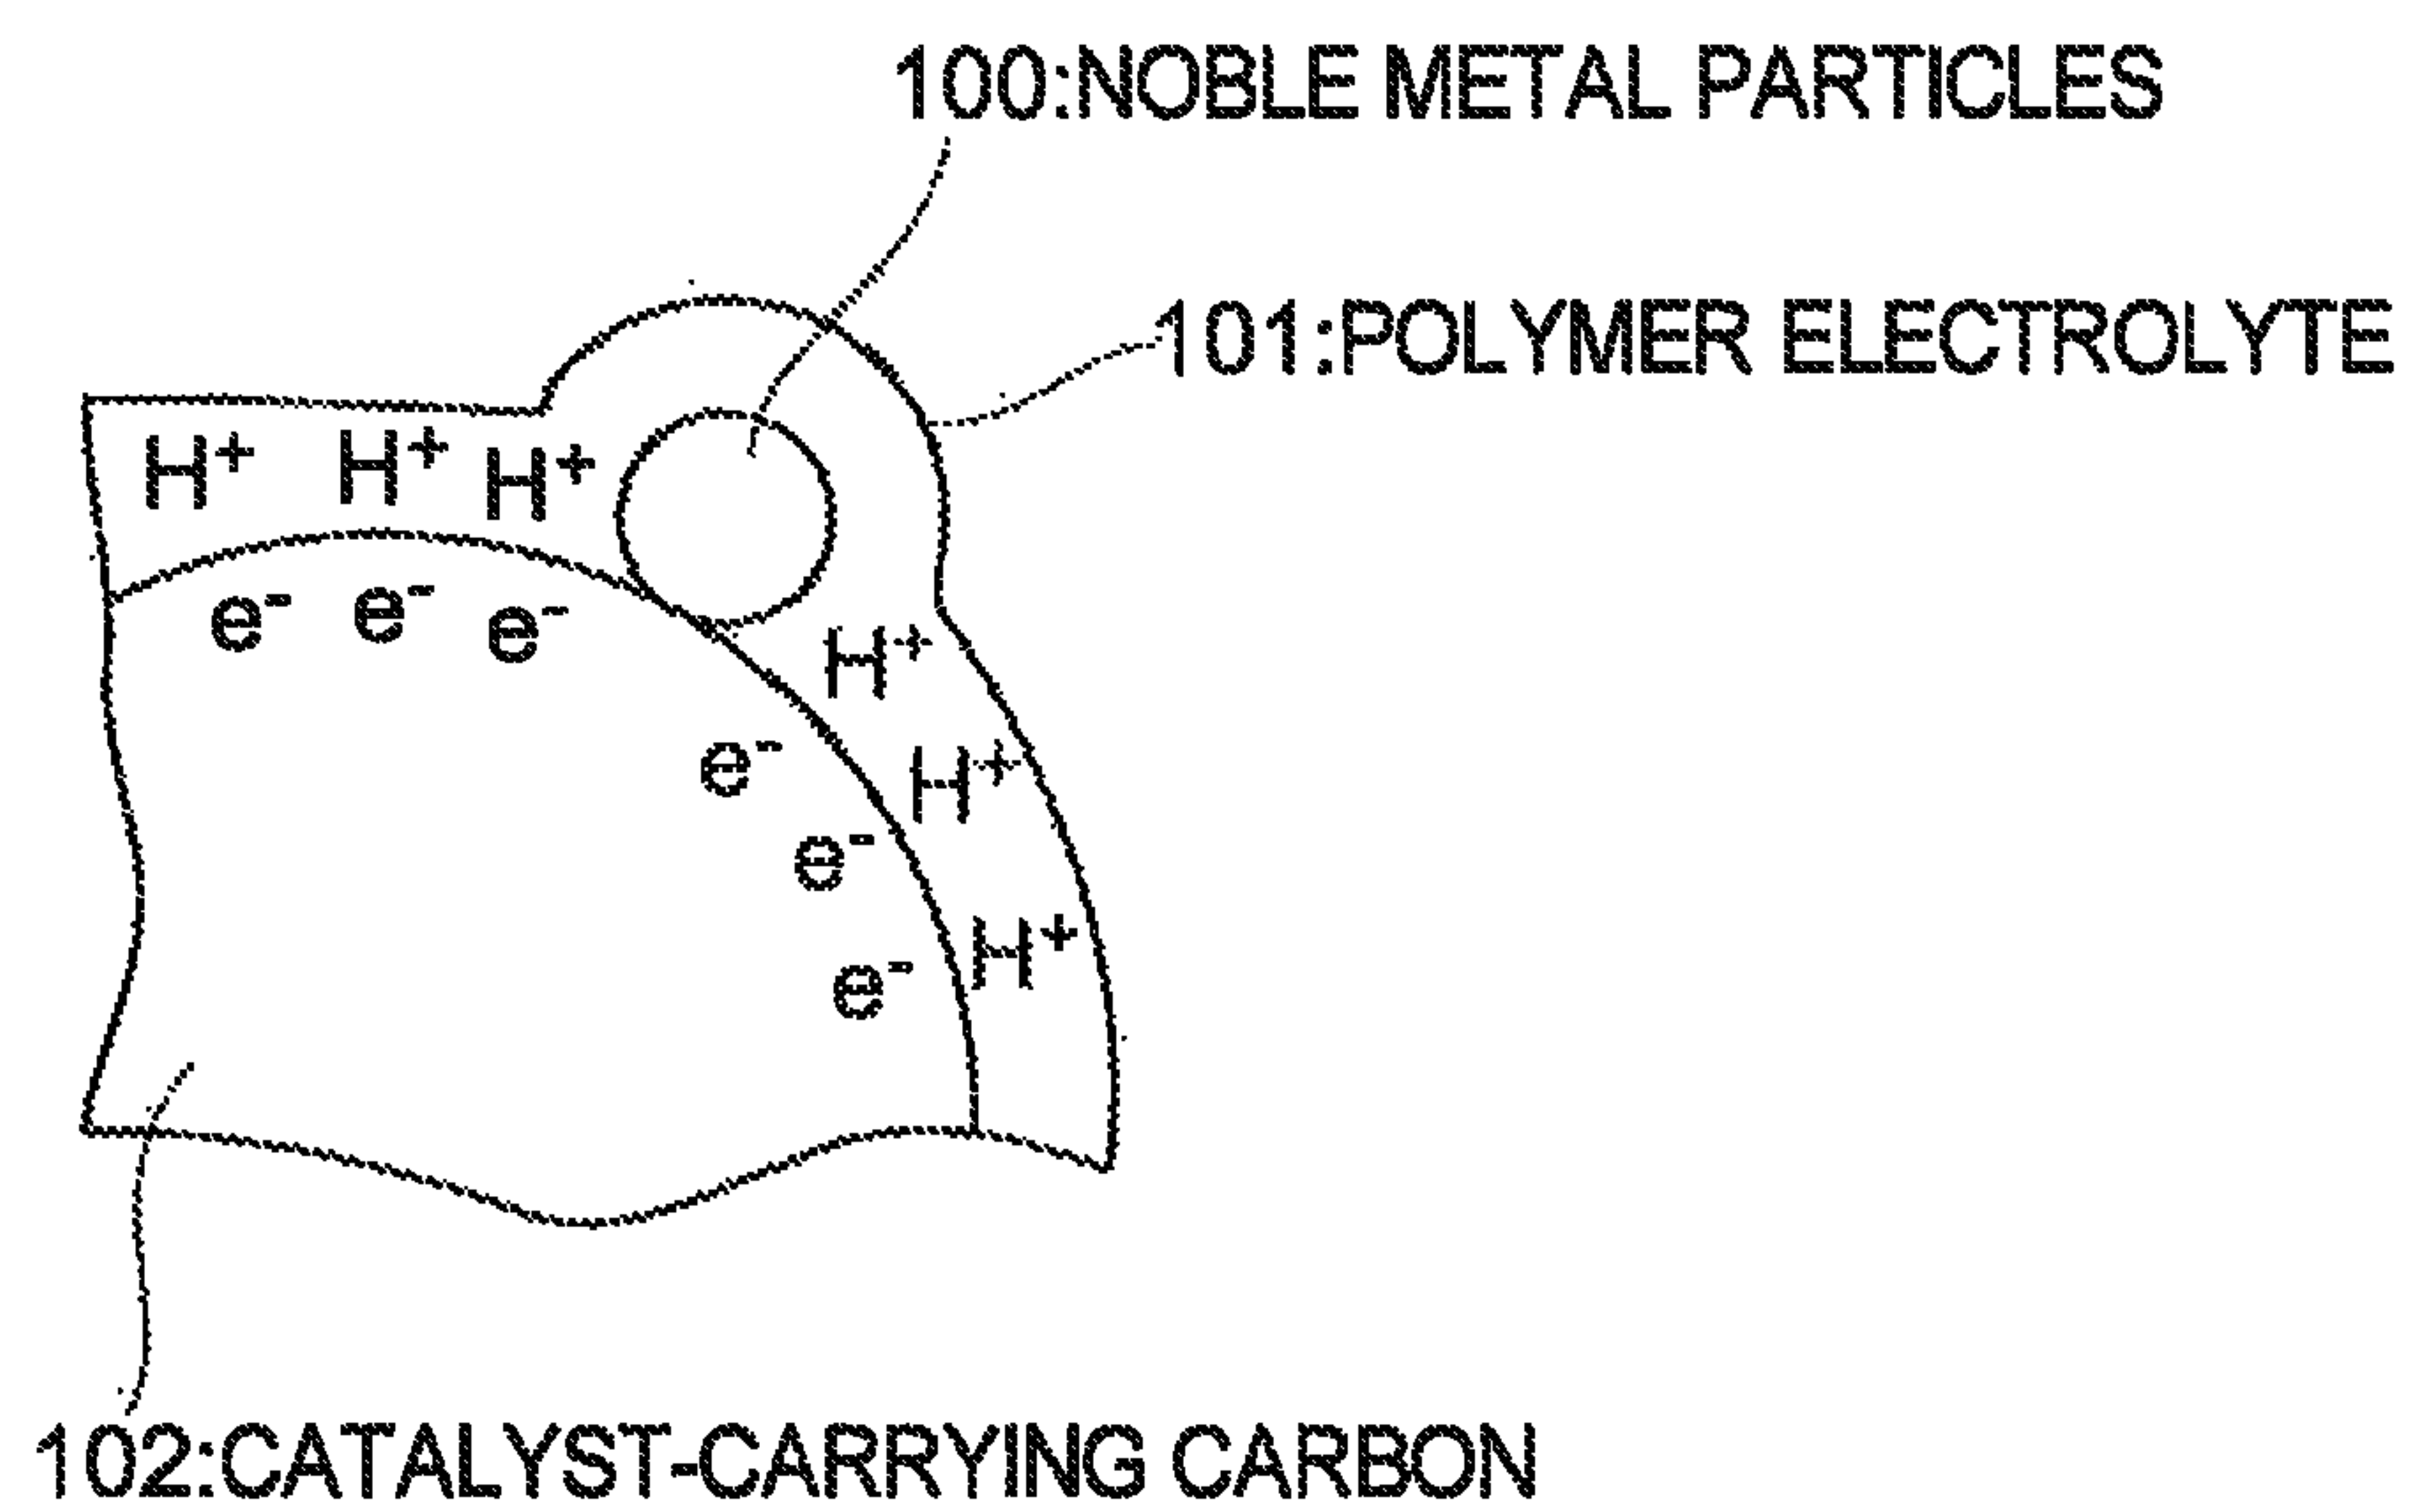 100:NOBLE METAL PARTICLES
101:POLYMER ELECTROLYTE
H+ H+ H+
e- e- e-
H+
e- H+
e-
e- H+
102:CATALYST-CARRYING CARBON